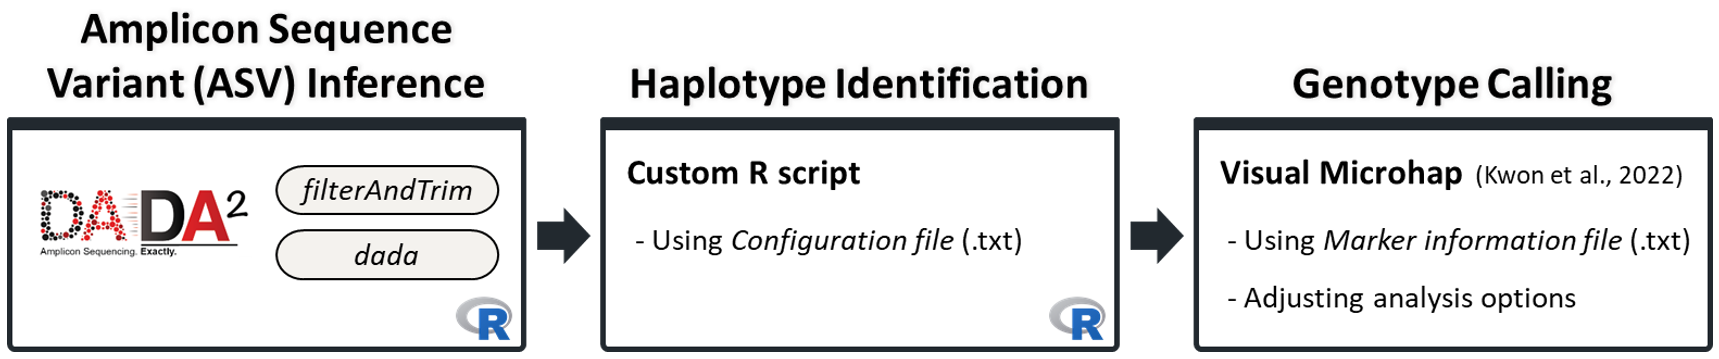 Amplicon Sequence
Variant (ASV) Inference
DADA2
Amplicon Sequencing. Exactly.
filterAndTrim
dada
R
Haplotype Identification
Custom R script
- Using Configuration file (.txt)
R
Genotype Calling
Visual Microhap (Kwon et al., 2022)
- Using Marker information file (.txt)
- Adjusting analysis options